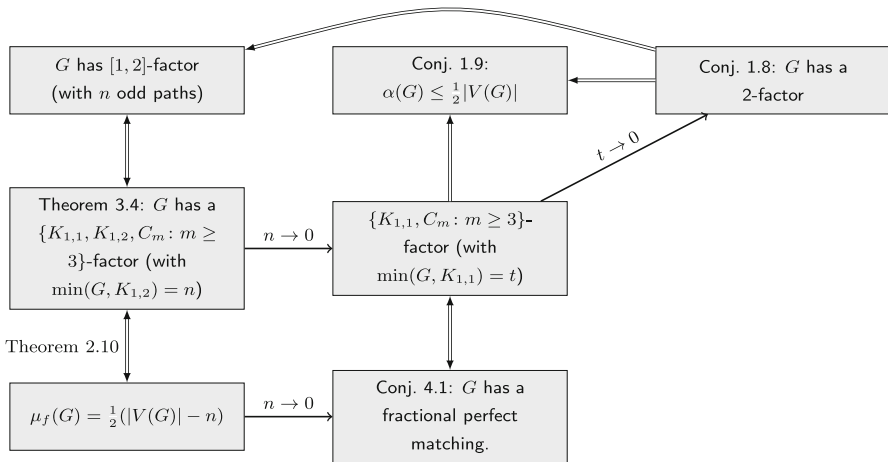 G has [1, 2]-factor
(with n odd paths)
Conj. 1.9:
α(G) ≤ ½|V(G)|
Conj. 1.8: G has a
2-factor
t → 0
Theorem 3.4: G has a
{K₁,₁, K₁,₂, Cₘ : m ≥
3}-factor (with
min(G, K₁,₂) = n)
n → 0
{K₁,₁, Cₘ : m ≥ 3}-
factor (with
min(G, K₁,₁) = t)
Theorem 2.10
μ_f(G) = ½(|V(G)| − n)
n → 0
Conj. 4.1: G has a
fractional perfect
matching.